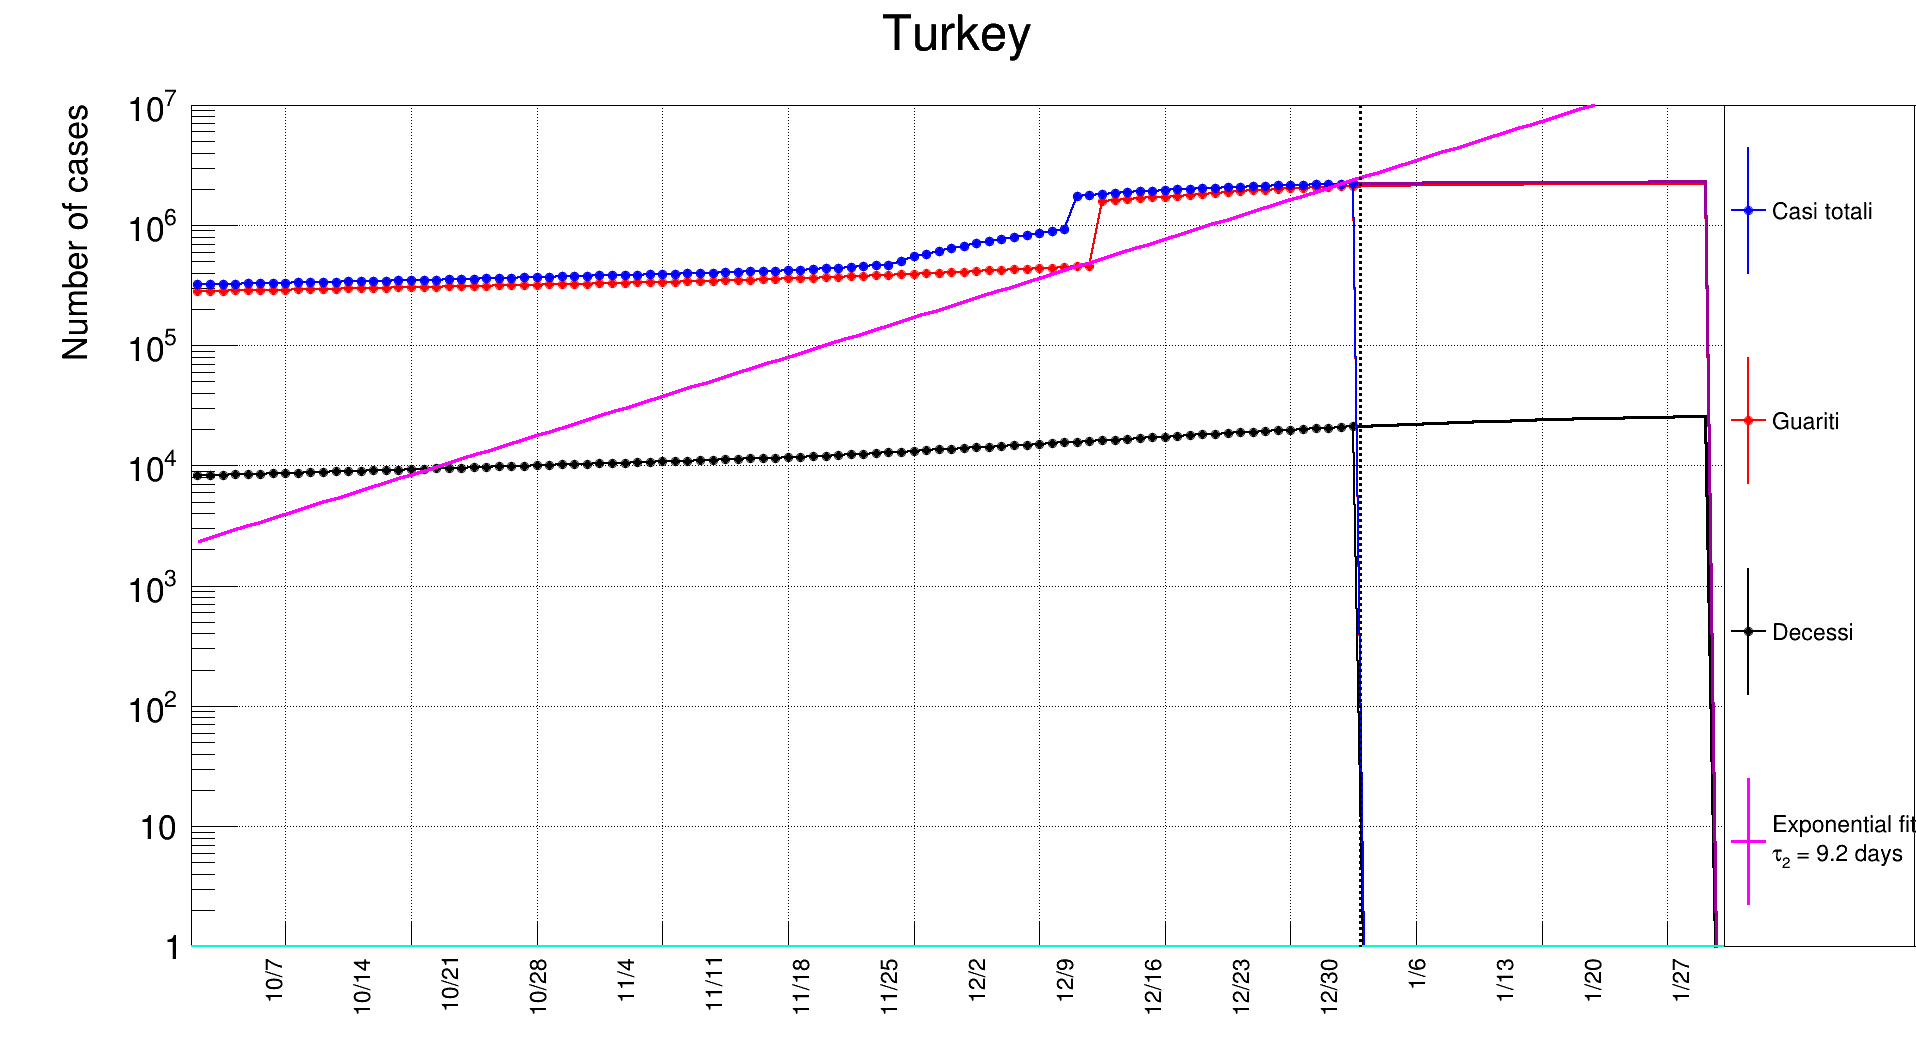 Turkey
Number of cases
10^7
10^6
10^5
10^4
10^3
10^2
10
1
10/7 10/14 10/21 10/28 11/4 11/11 11/18 11/25 12/2 12/9 12/16 12/23 12/30 1/6 1/13 1/20 1/27
Casi totali
Guariti
Decessi
Exponential fit
τ₂ = 9.2 days